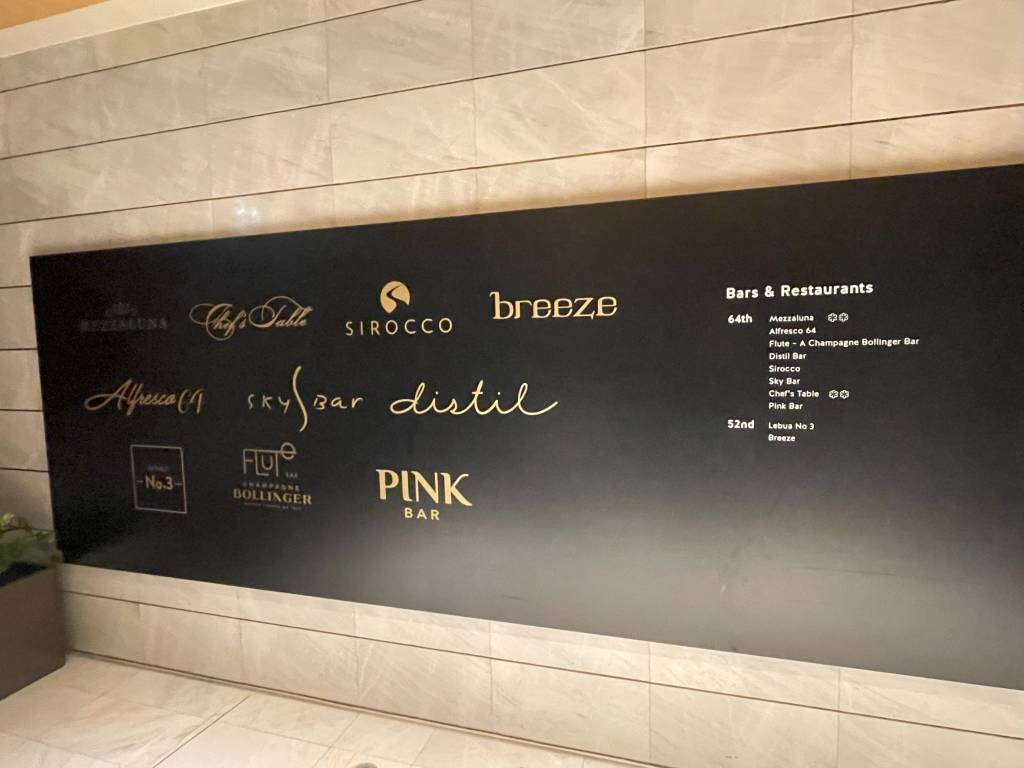 MEZZALUNA
Chef's Table
SIROCCO
breeze
Alfresco 64
SKY BAR
distil
No.3
FLUTE
BAR
CHAMPAGNE
BOLLINGER
PINK
BAR
Bars & Restaurants
64th Mezzaluna
Alfresco 64
Flute - A Champagne Bollinger Bar
Distil Bar
Sirocco
Sky Bar
Chef's Table
Pink Bar
52nd Lebua No 3
Breeze